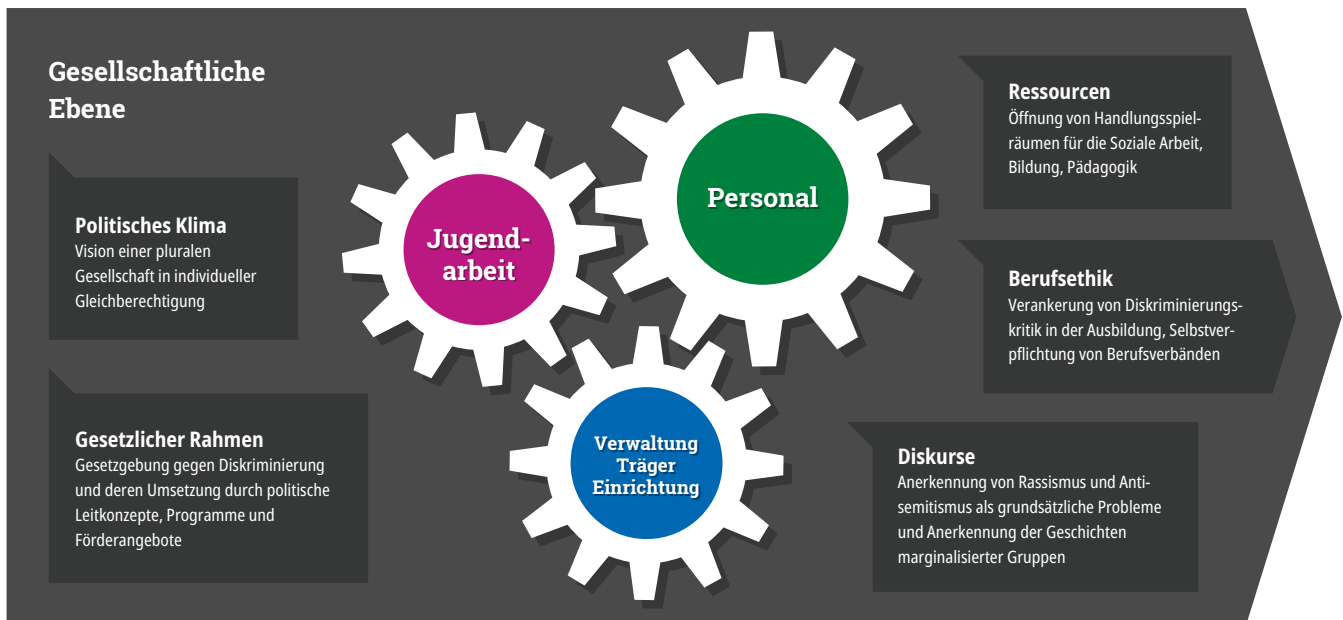 Gesellschaftliche
Ebene
Politisches Klima
Vision einer pluralen
Gesellschaft in individueller
Gleichberechtigung
Gesetzlicher Rahmen
Gesetzgebung gegen Diskriminierung
und deren Umsetzung durch politische
Leitkonzepte, Programme und
Förderangebote
Jugend-
arbeit
Personal
Verwaltung
Träger
Einrichtung
Ressourcen
Öffnung von Handlungsspiel-
räumen für die Soziale Arbeit,
Bildung, Pädagogik
Berufsethik
Verankerung von Diskriminierungs-
kritik in der Ausbildung, Selbstver-
pflichtung von Berufsverbänden
Diskurse
Anerkennung von Rassismus und Anti-
semitismus als grundsätzliche Probleme
und Anerkennung der Geschichten
marginalisierter Gruppen